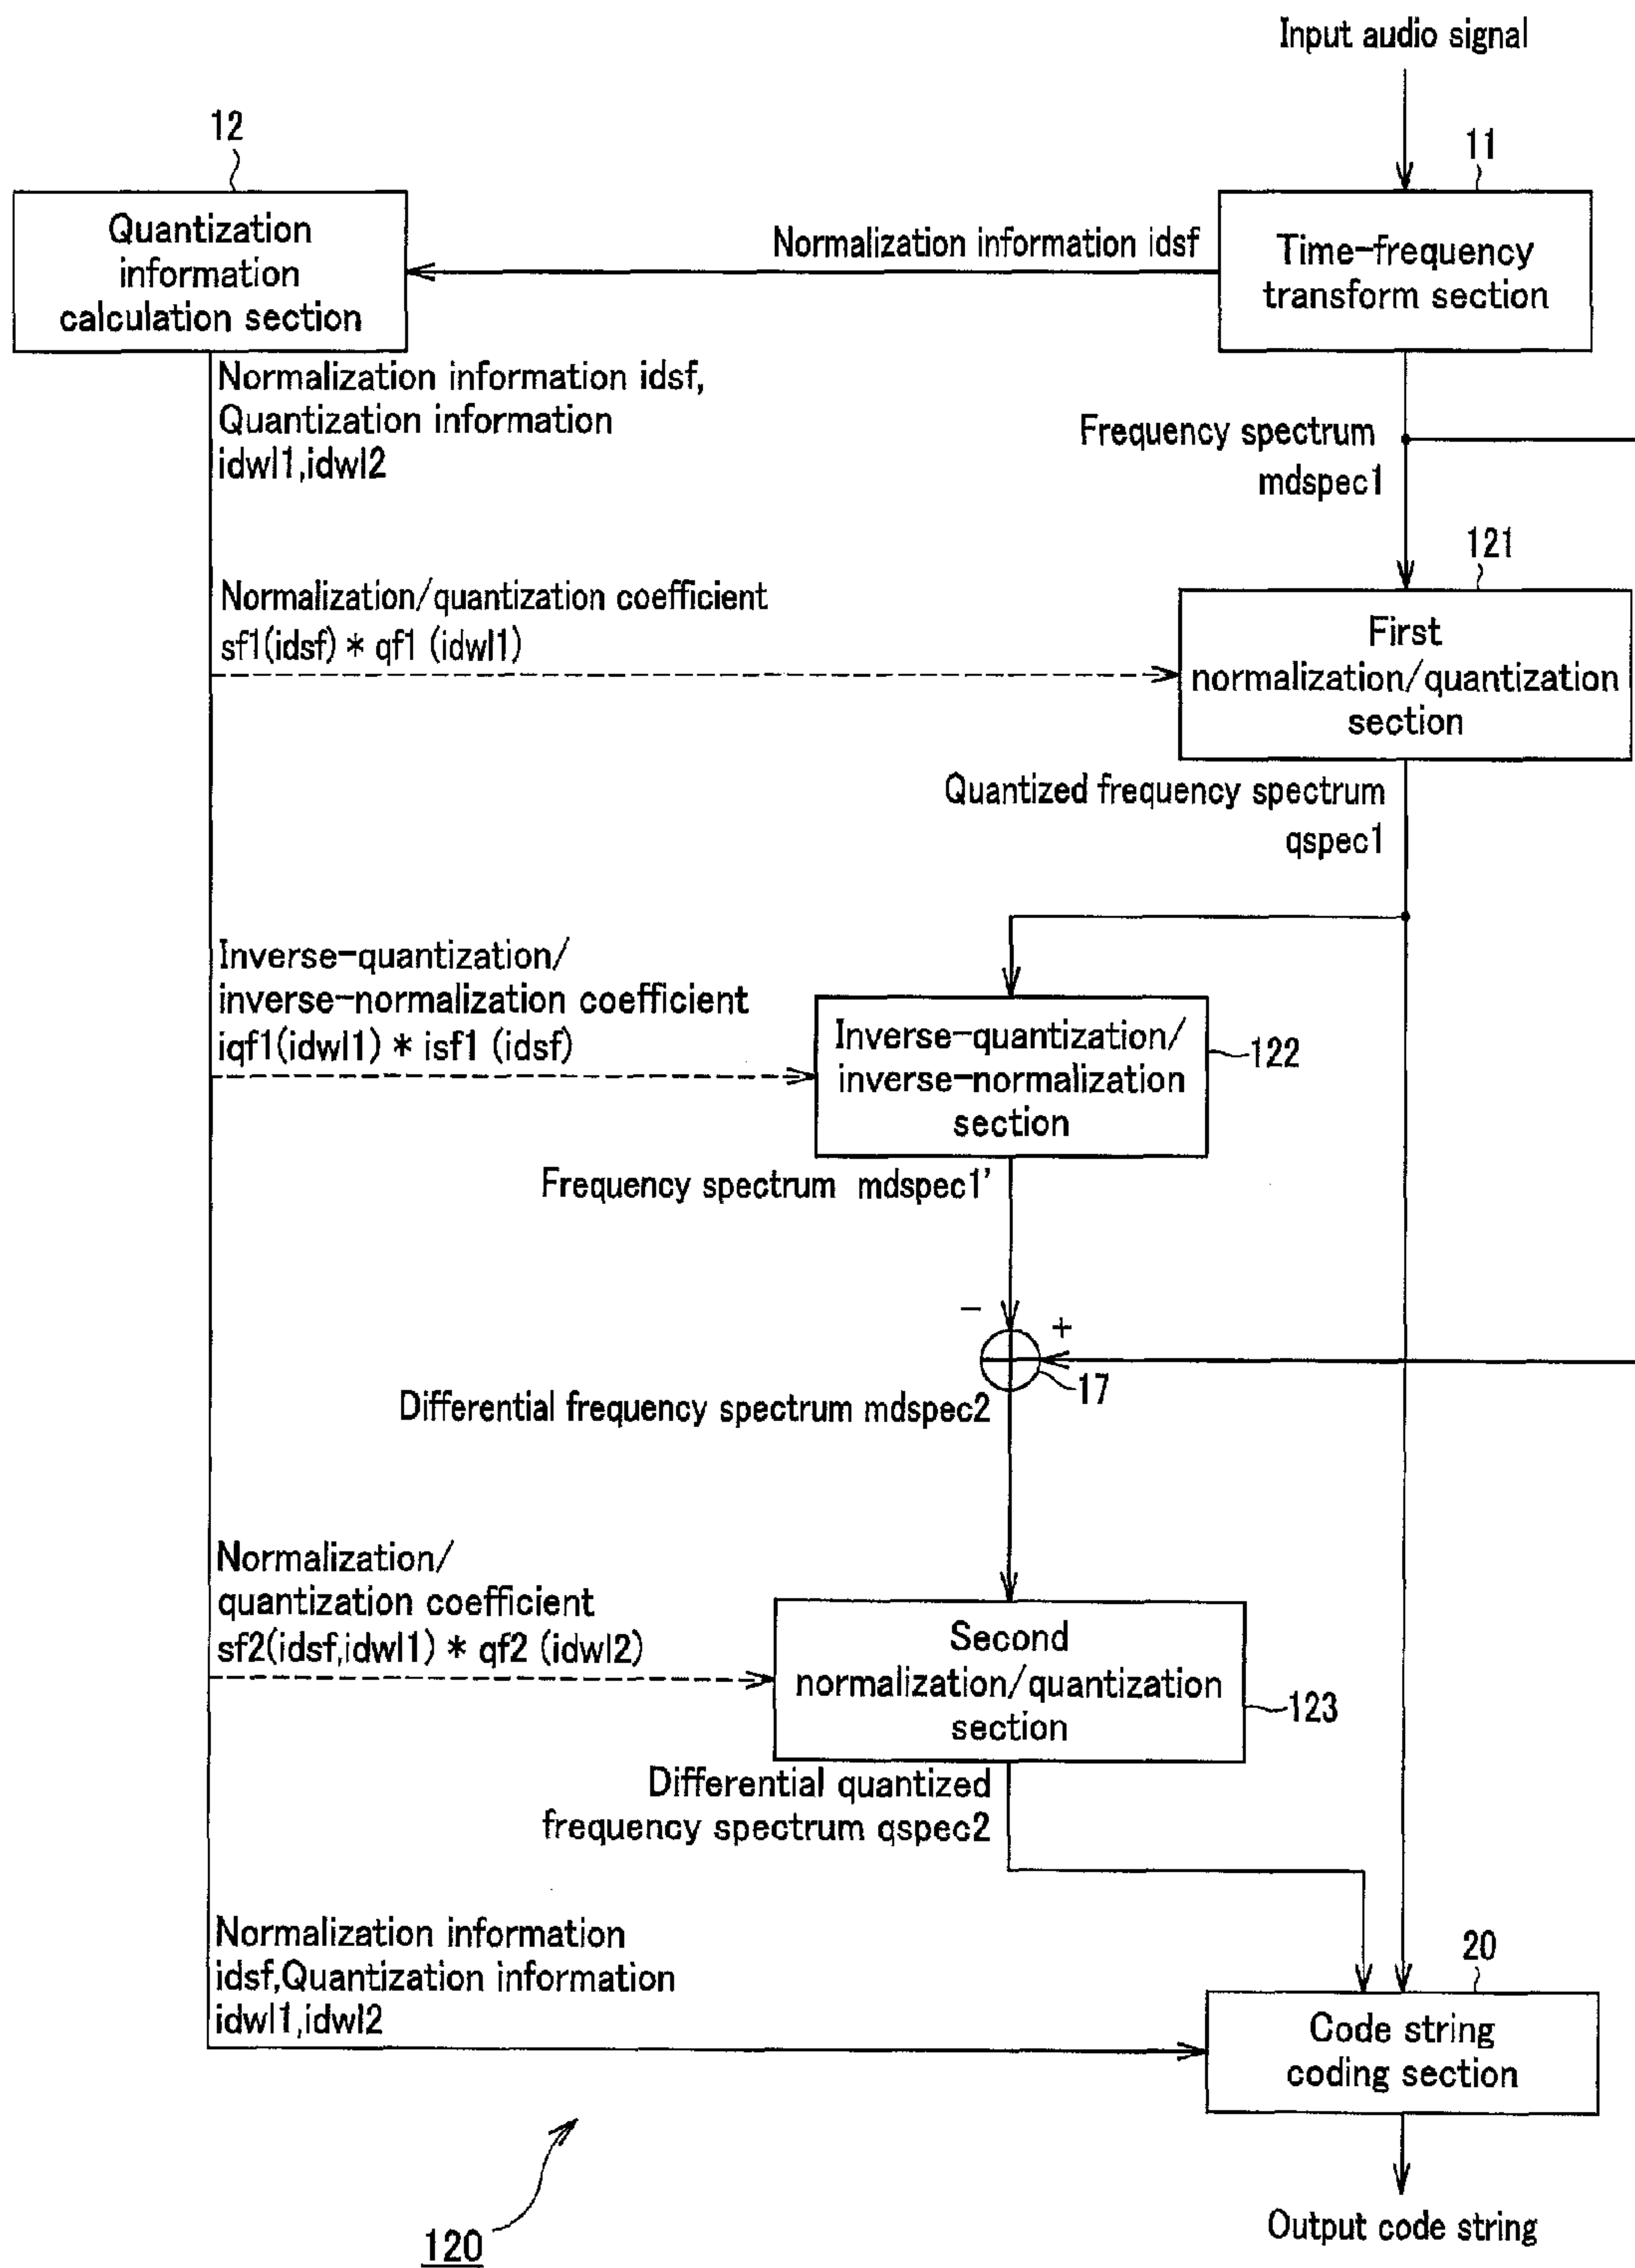 Input audio signal
12
11
Quantization
information
calculation section
Normalization information idsf
Time-frequency
transform section
Normalization information idsf,
Quantization information
idwl1,idwl2
Frequency spectrum
mdspec1
121
Normalization/quantization coefficient
sf1(idsf) * qf1 (idwl1)
First
normalization/quantization
section
Quantized frequency spectrum
qspec1
Inverse-quantization/
inverse-normalization coefficient
iqf1(idwl1) * isf1 (idsf)
Inverse-quantization/
inverse-normalization
section
122
Frequency spectrum mdspec1'
-
+
17
Differential frequency spectrum mdspec2
Normalization/
quantization coefficient
sf2(idsf,idwl1) * qf2 (idwl2)
Second
normalization/quantization
section
123
Differential quantized
frequency spectrum qspec2
Normalization information
idsf,Quantization information
idwl1,idwl2
20
Code string
coding section
120
Output code string